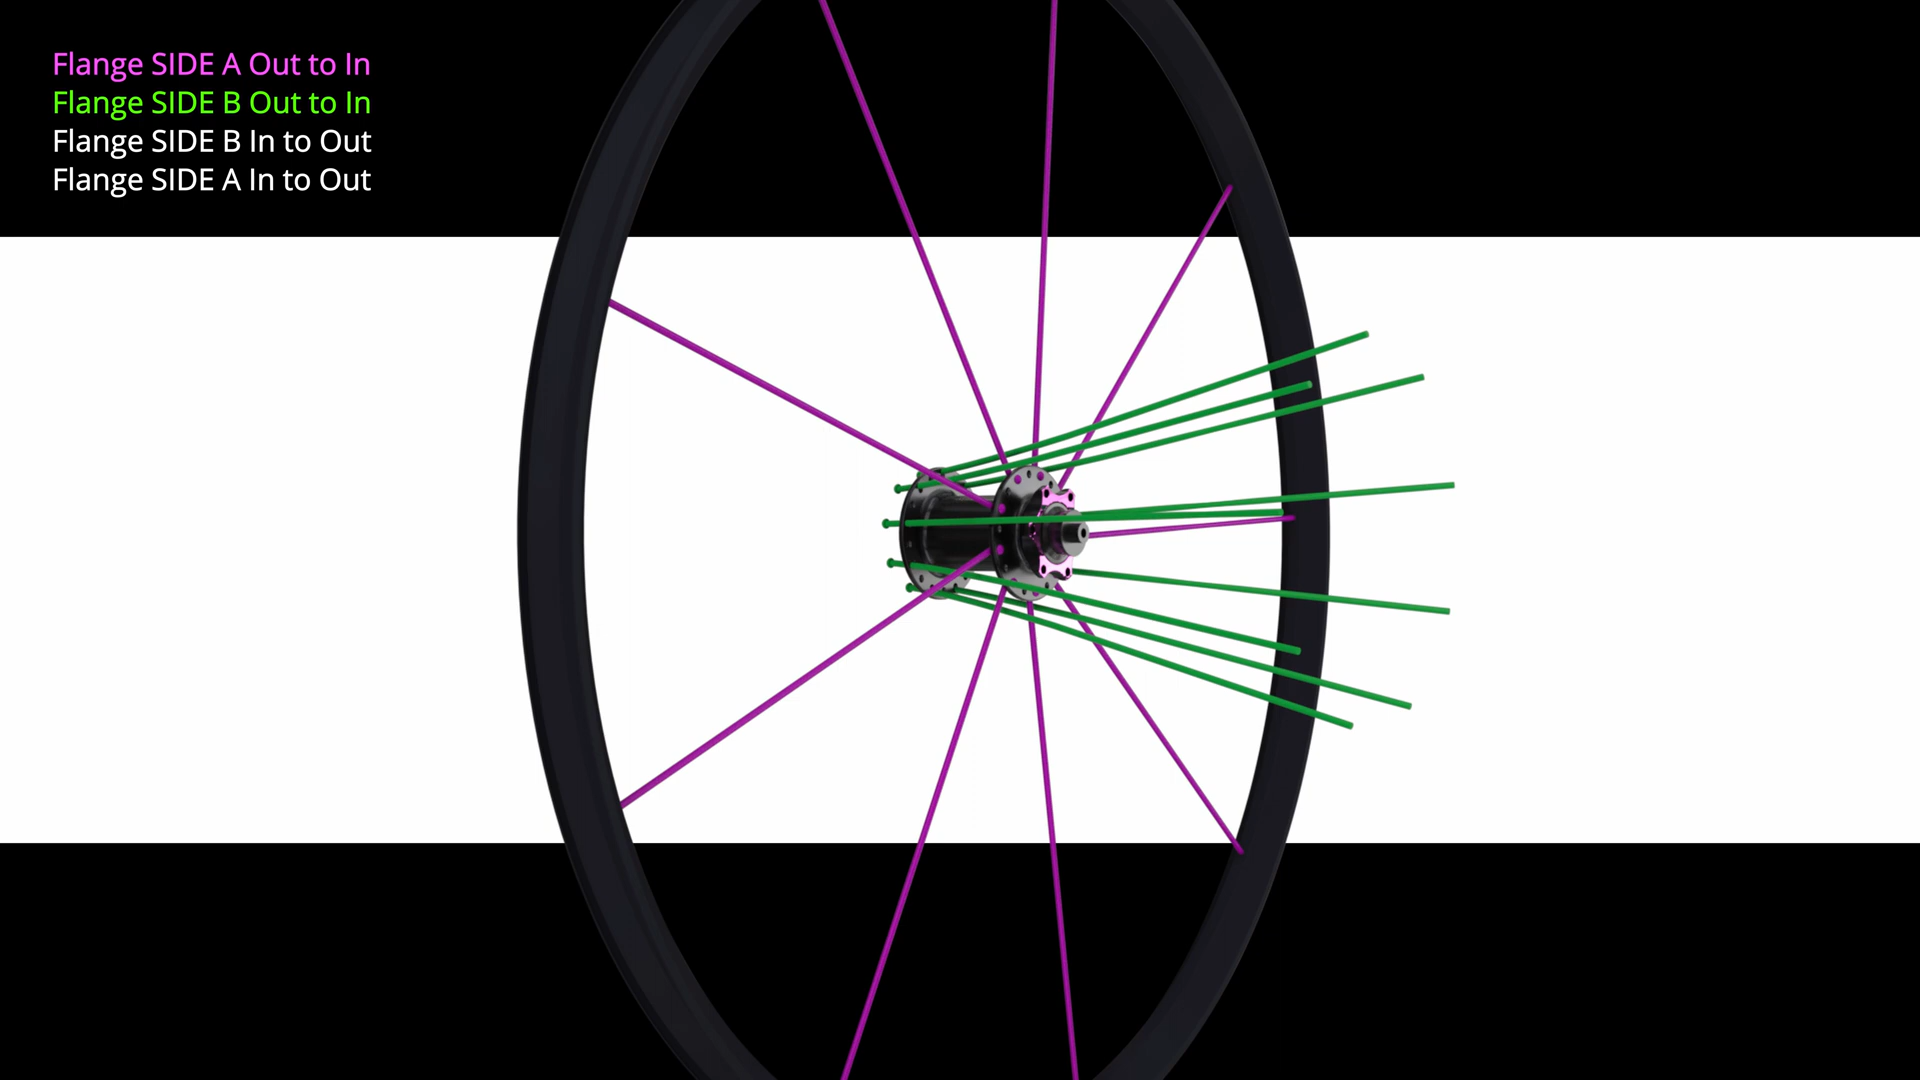 Flange SIDE A Out to In
Flange SIDE B Out to In
Flange SIDE B In to Out
Flange SIDE A In to Out